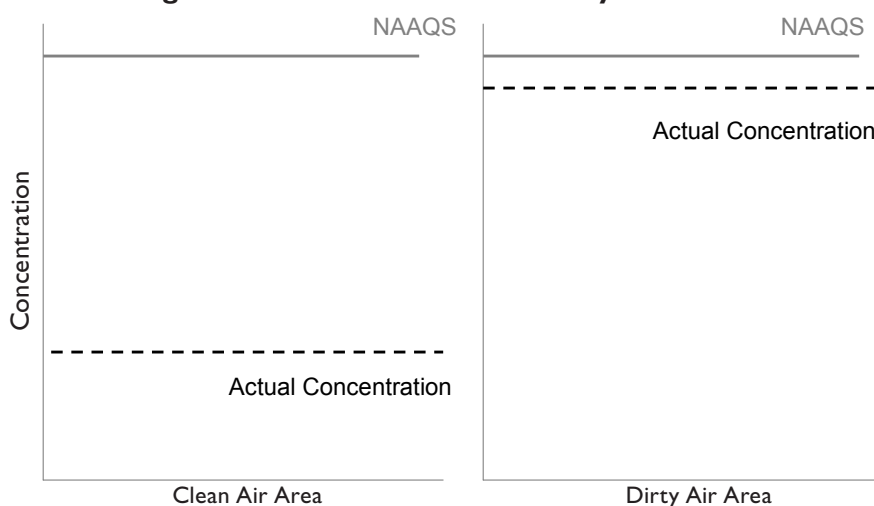 NAAQS
NAAQS
Actual Concentration
Concentration
Actual Concentration
Clean Air Area
Dirty Air Area